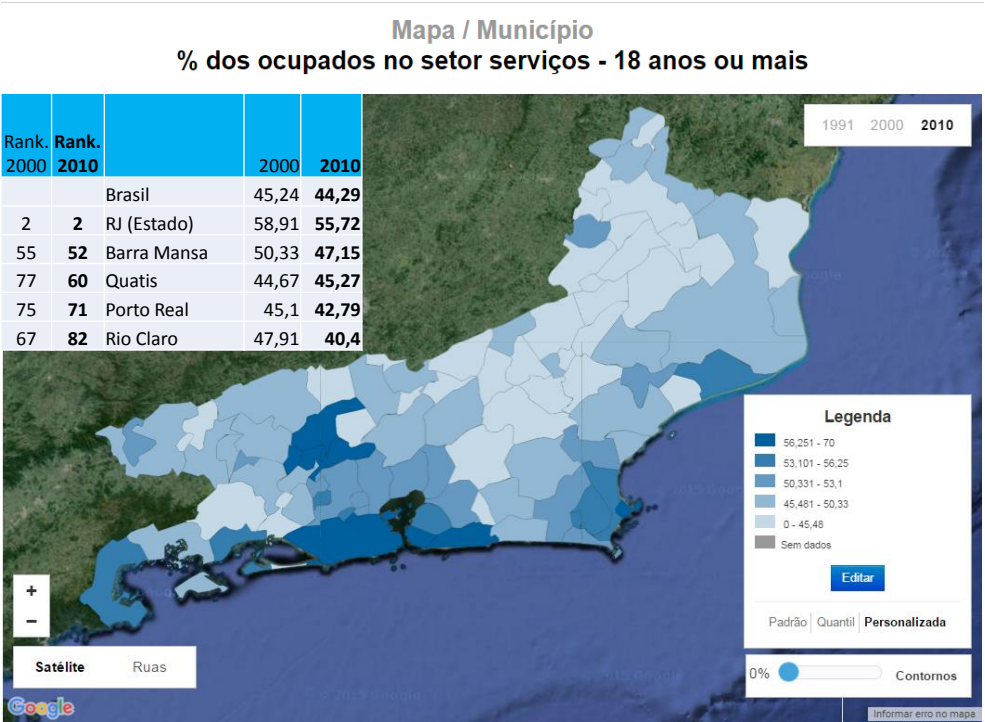 Mapa / Município
% dos ocupados no setor serviços - 18 anos ou mais
1991 2000 2010
Rank. 2000 Rank. 2010 2000 2010
Brasil 45,24 44,29
2 2 RJ (Estado) 58,91 55,72
55 52 Barra Mansa 50,33 47,15
77 60 Quatis 44,67 45,27
75 71 Porto Real 45,1 42,79
67 82 Rio Claro 47,91 40,4
Legenda
56,251 - 70
53,101 - 56,25
50,331 - 53,1
45,481 - 50,33
0 - 45,48
Sem dados
Editar
Padrão Quantil Personalizada
+
−
Satélite Ruas
0% Contornos
Google
Informar erro no mapa